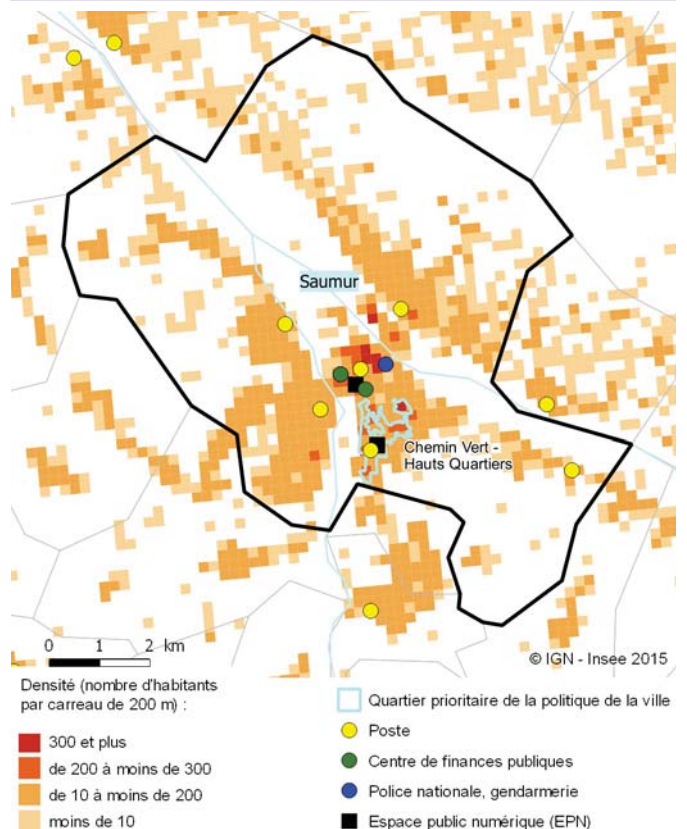 Saumur
Chemin Vert -
Hauts Quartiers
0 1 2 km
© IGN - Insee 2015
Densité (nombre d'habitants
par carreau de 200 m) :
300 et plus
de 200 à moins de 300
de 10 à moins de 200
moins de 10
Quartier prioritaire de la politique de la ville
Poste
Centre de finances publiques
Police nationale, gendarmerie
Espace public numérique (EPN)